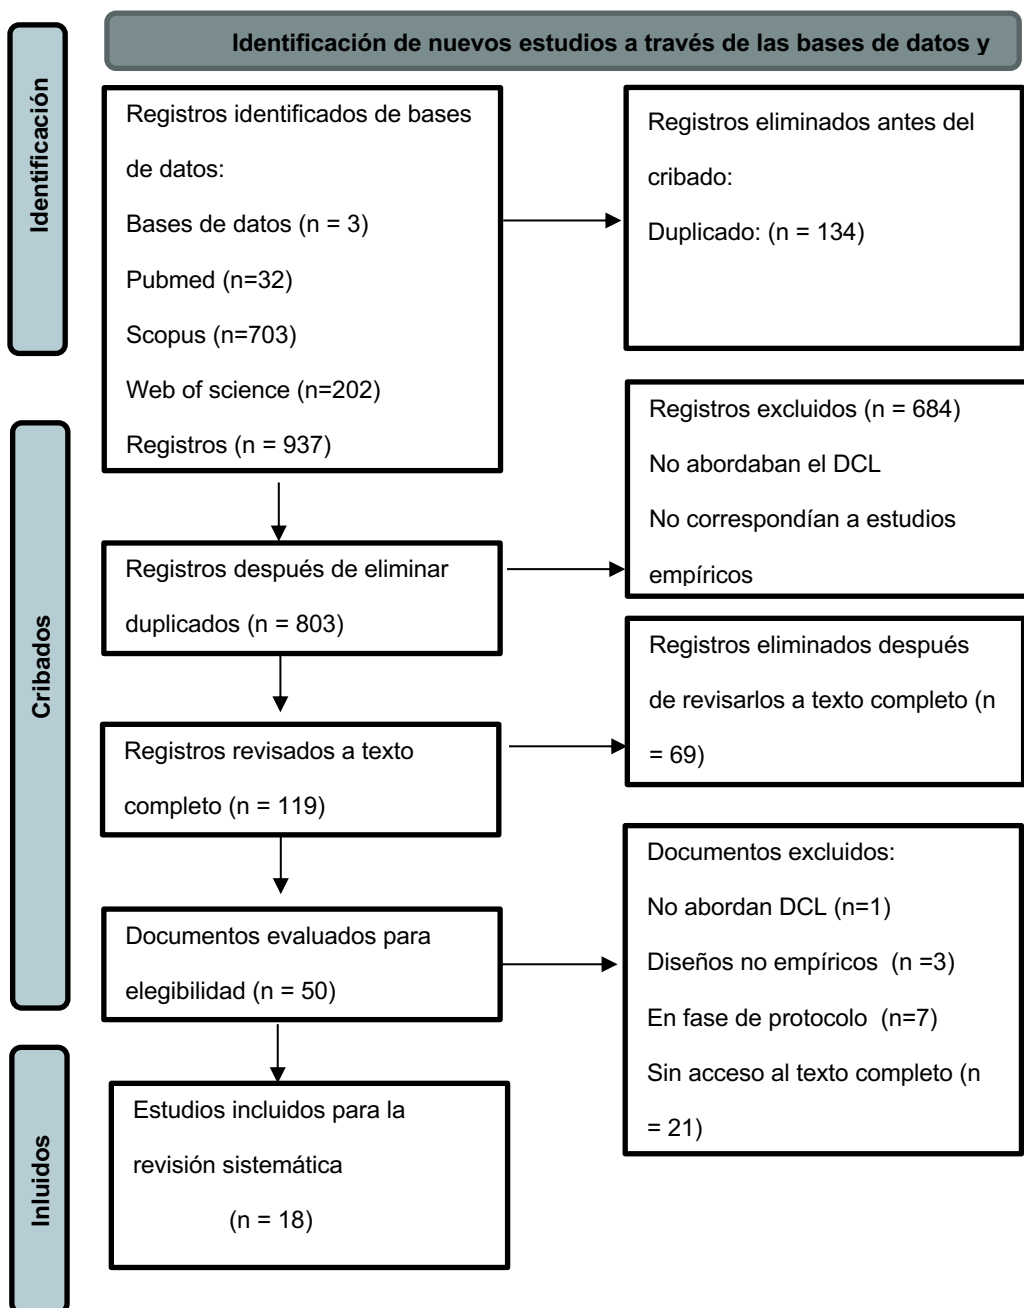 Identificación de nuevos estudios a través de las bases de datos y
Identificación
Registros identificados de bases
de datos:
Bases de datos (n = 3)
Pubmed (n=32)
Scopus (n=703)
Web of science (n=202)
Registros (n = 937)
Registros eliminados antes del
cribado:
Duplicado: (n = 134)
Cribados
Registros después de eliminar
duplicados (n = 803)
Registros excluidos (n = 684)
No abordaban el DCL
No correspondían a estudios
empíricos
Registros revisados a texto
completo (n = 119)
Registros eliminados después
de revisarlos a texto completo (n
= 69)
Documentos evaluados para
elegibilidad (n = 50)
Documentos excluidos:
No abordan DCL (n=1)
Diseños no empíricos  (n =3)
En fase de protocolo  (n=7)
Sin acceso al texto completo (n
= 21)
Inluidos
Estudios incluidos para la
revisión sistemática
(n = 18)